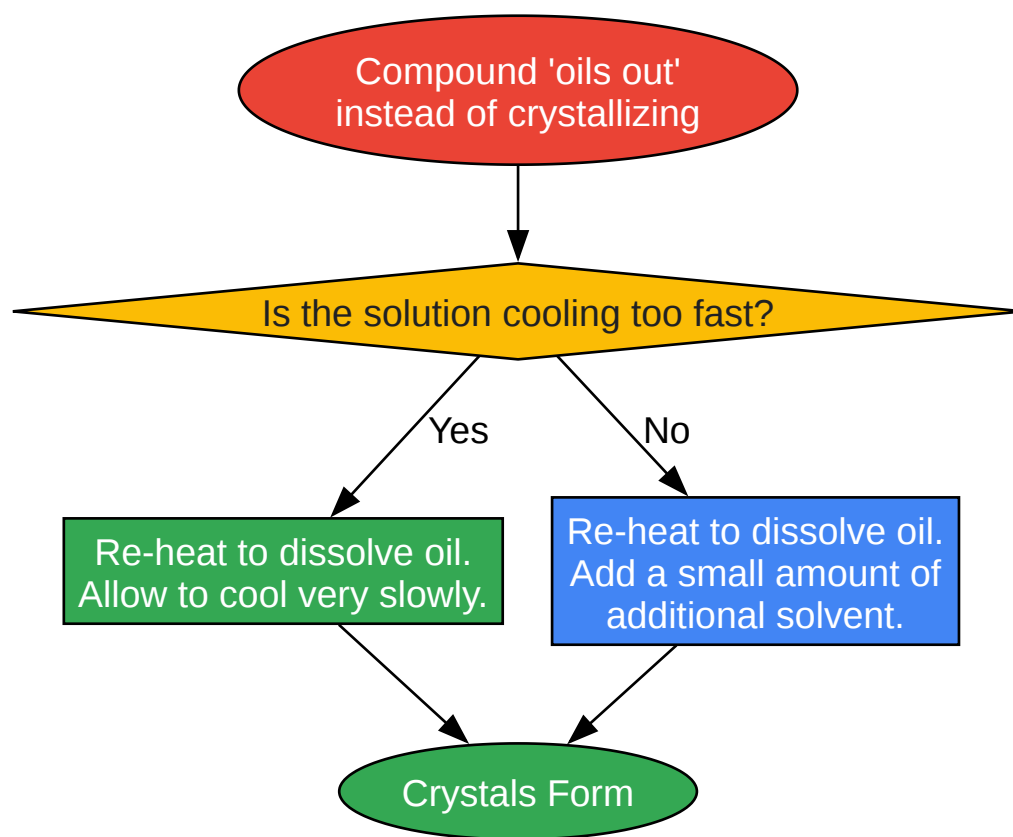 Compound 'oils out'
instead of crystallizing
Is the solution cooling too fast?
Yes
No
Re-heat to dissolve oil.
Allow to cool very slowly.
Re-heat to dissolve oil.
Add a small amount of
additional solvent.
Crystals Form